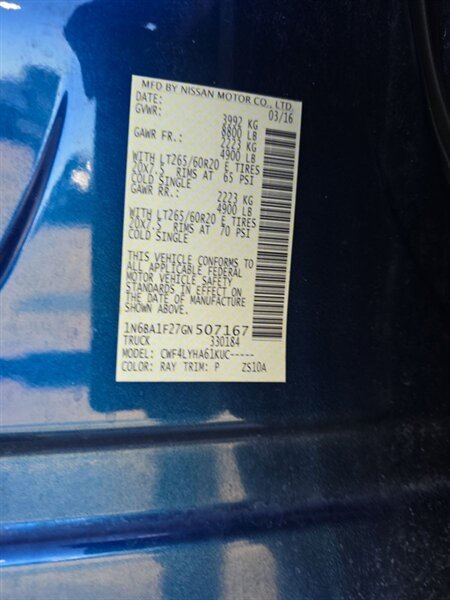 MFD BY NISSAN MOTOR CO., LTD.
DATE: 03/16
GVWR: 3992 KG
8800 LB
GAWR FR.: 2223 KG
4900 LB
WITH LT265/60R20 E TIRES
20X7.5 RIMS AT 65 PSI
COLD SINGLE
GAWR RR.: 2223 KG
4900 LB
WITH LT265/60R20 E TIRES
20X7.5 RIMS AT 70 PSI
COLD SINGLE
THIS VEHICLE CONFORMS TO
ALL APPLICABLE FEDERAL
MOTOR VEHICLE SAFETY
STANDARDS IN EFFECT ON
THE DATE OF MANUFACTURE
SHOWN ABOVE.
1N6BA1F27GN507167
TRUCK 330184
MODEL: CWF4LYHA61KUC-----
COLOR: RAY TRIM: P ZS10A